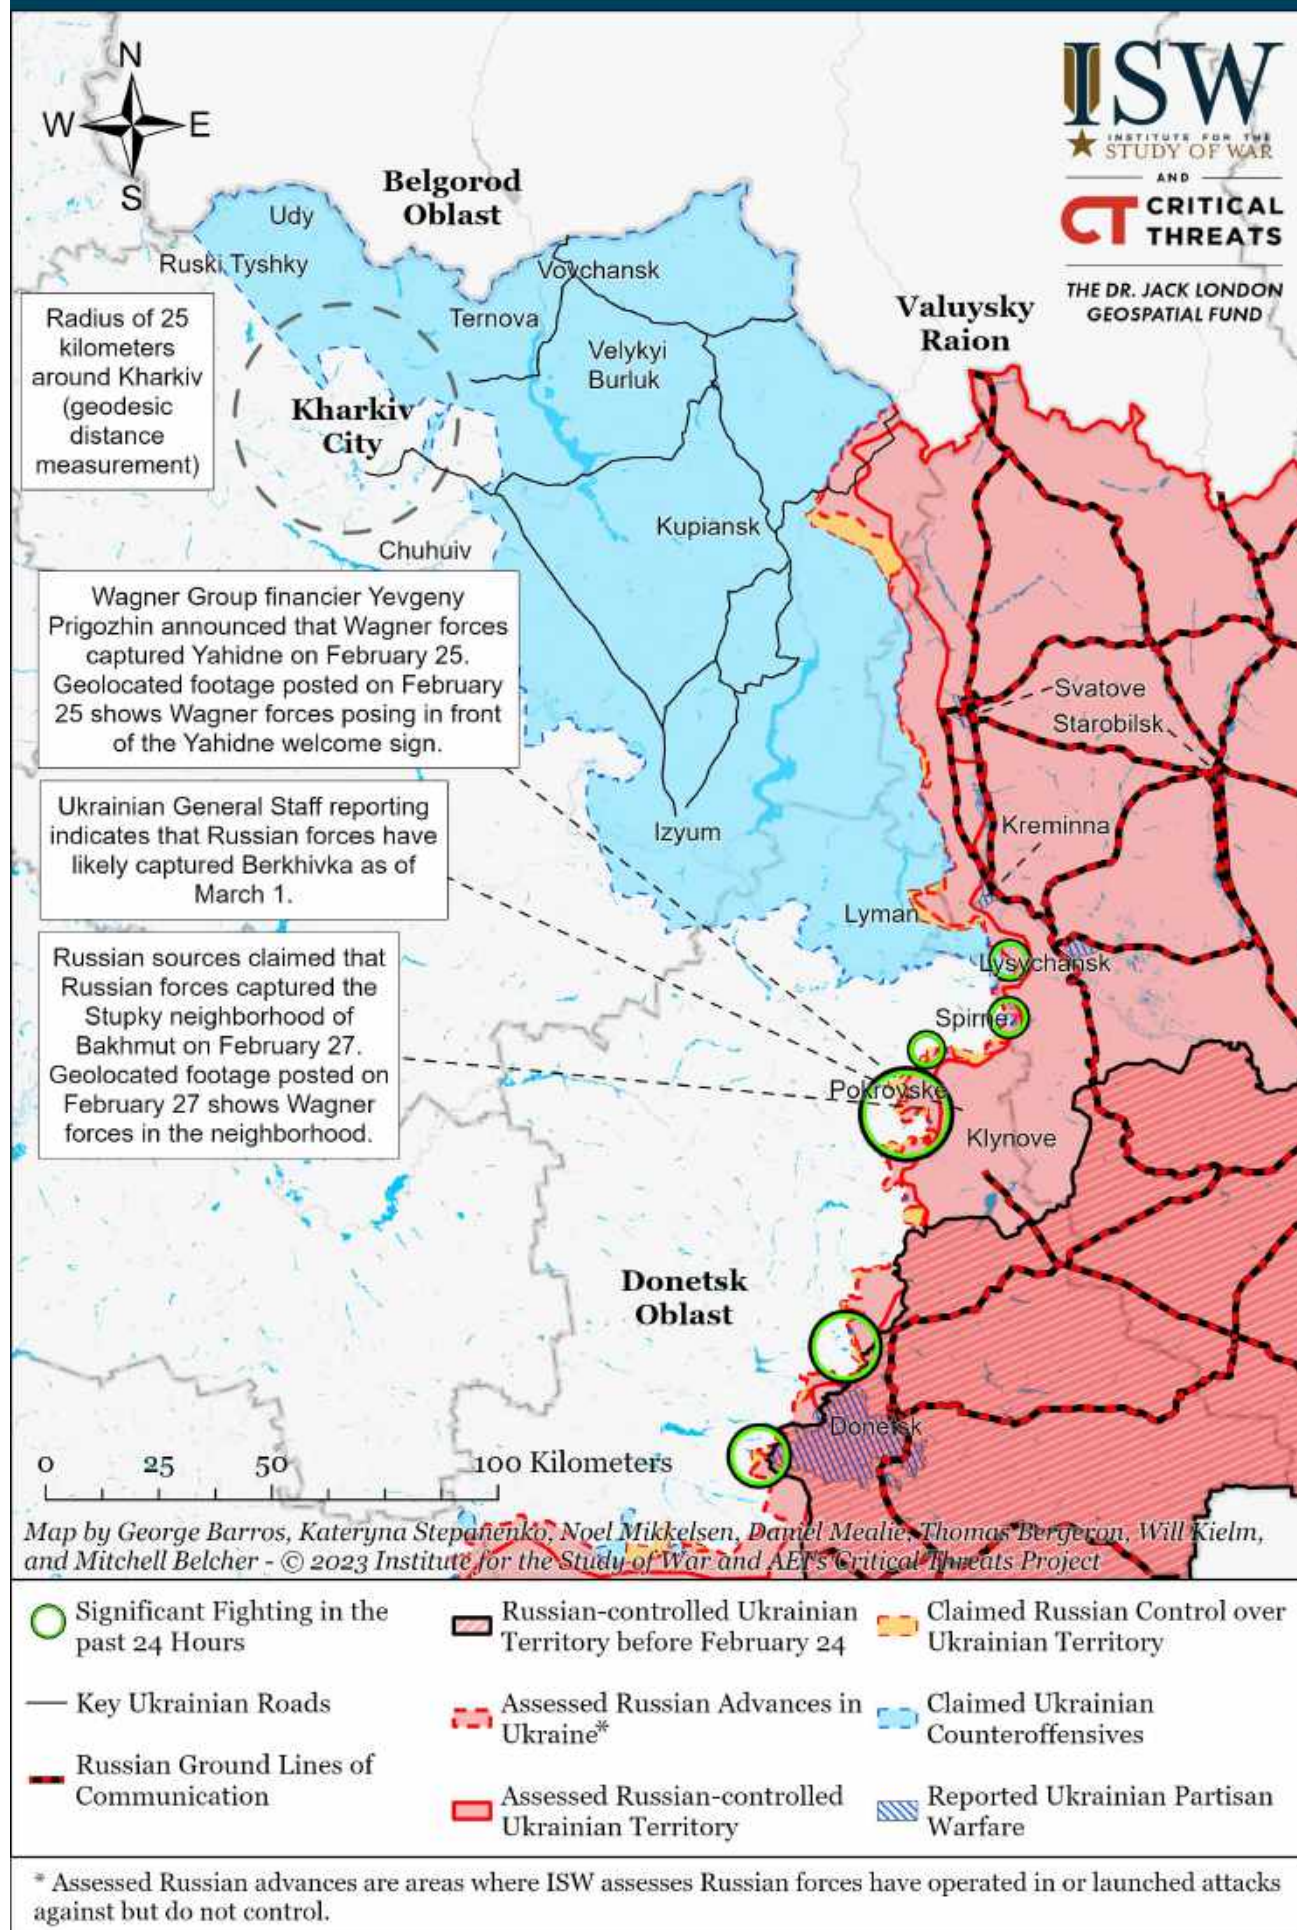 N
W E
S
ISW
INSTITUTE FOR THE
STUDY OF WAR
AND
CT CRITICAL
THREATS
THE DR. JACK LONDON
GEOSPATIAL FUND
Belgorod
Oblast
Udy
Ruski Tyshky
Vovchansk
Ternova
Valuysky
Raion
Velykyi
Burluk
Radius of 25
kilometers
around Kharkiv
(geodesic
distance
measurement)
Kharkiv
City
Kupiansk
Chuhuiv
Wagner Group financier Yevgeny
Prigozhin announced that Wagner forces
captured Yahidne on February 25.
Geolocated footage posted on February
25 shows Wagner forces posing in front
of the Yahidne welcome sign.
Svatove
Starobilsk
Ukrainian General Staff reporting
indicates that Russian forces have
likely captured Berkhivka as of
March 1.
Izyum
Kreminna
Lyman
Lysychansk
Russian sources claimed that
Russian forces captured the
Stupky neighborhood of
Bakhmut on February 27.
Geolocated footage posted on
February 27 shows Wagner
forces in the neighborhood.
Spirne
Pokrovske
Klynove
Donetsk
Oblast
Donetsk
0 25 50 100 Kilometers
Map by George Barros, Kateryna Stepanenko, Noel Mikkelsen, Daniel Mealie, Thomas Bergeron, Will Kielm,
and Mitchell Belcher - © 2023 Institute for the Study of War and AEI's Critical Threats Project
Significant Fighting in the
past 24 Hours
Key Ukrainian Roads
Russian Ground Lines of
Communication
Russian-controlled Ukrainian
Territory before February 24
Assessed Russian Advances in
Ukraine*
Assessed Russian-controlled
Ukrainian Territory
Claimed Russian Control over
Ukrainian Territory
Claimed Ukrainian
Counteroffensives
Reported Ukrainian Partisan
Warfare
* Assessed Russian advances are areas where ISW assesses Russian forces have operated in or launched attacks
against but do not control.